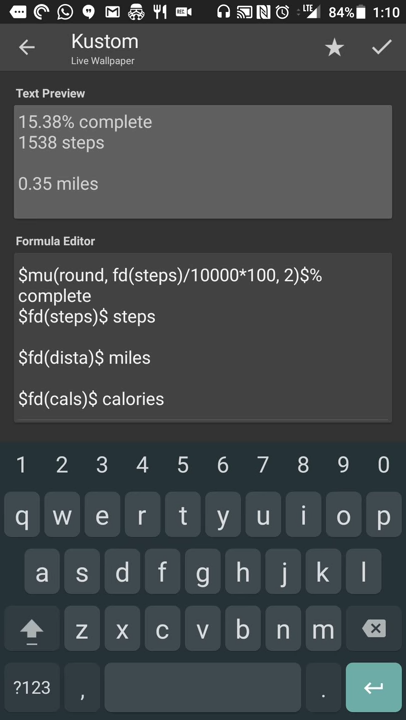 LTE 84% 1:10
REC
Kustom
Live Wallpaper
Text Preview
15.38% complete
1538 steps
0.35 miles
Formula Editor
$mu(round, fd(steps)/10000*100, 2)$%
complete
$fd(steps)$ steps
$fd(dista)$ miles
$fd(cals)$ calories
1 2 3 4 5 6 7 8 9 0
q w e r t y u i o p
a s d f g h j k l
z x c v b n m
?123 , .